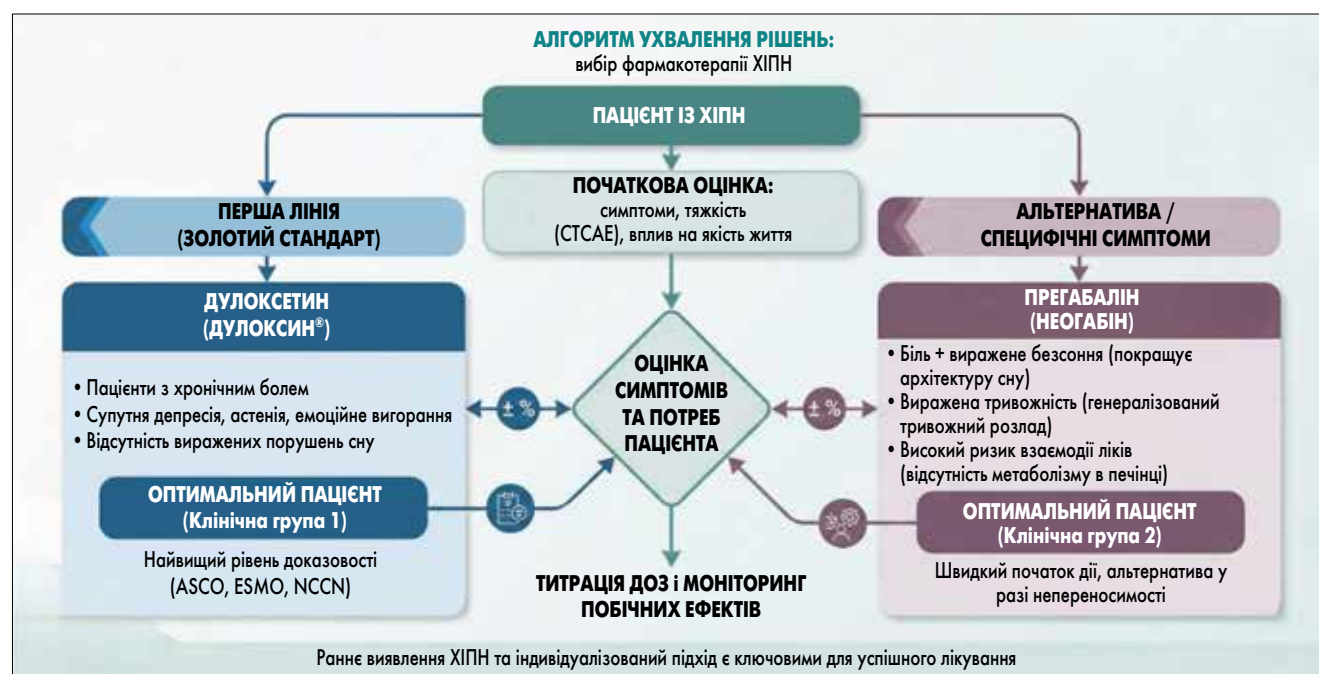 АЛГОРИТМ УХВАЛЕННЯ РІШЕНЬ:
вибір фармакотерапії ХІПН
ПАЦІЄНТ ІЗ ХІПН
ПЕРША ЛІНІЯ
(ЗОЛОТИЙ СТАНДАРТ)
ПОЧАТКОВА ОЦІНКА:
симптоми, тяжкість
(CTCAE), вплив на якість життя
АЛЬТЕРНАТИВА /
СПЕЦИФІЧНІ СИМПТОМИ
ДУЛОКСЕТИН
(ДУЛОКСИН®)
• Пацієнти з хронічним болем
• Супутня депресія, астенія, емоційне вигорання
• Відсутність виражених порушень сну
ОПТИМАЛЬНИЙ ПАЦІЄНТ
(Клінічна група 1)
Найвищий рівень доказовості
(ASCO, ESMO, NCCN)
± %
ОЦІНКА
СИМПТОМІВ
ТА ПОТРЕБ
ПАЦІЄНТА
± %
ТИТРАЦІЯ ДОЗ і МОНІТОРИНГ
ПОБІЧНИХ ЕФЕКТІВ
ПРЕГАБАЛІН
(НЕОГАБІН)
• Біль + виражене безсоння (покращує
архітектуру сну)
• Виражена тривожність (генералізований
тривожний розлад)
• Високий ризик взаємодії ліків
(відсутність метаболізму в печінці)
ОПТИМАЛЬНИЙ ПАЦІЄНТ
(Клінічна група 2)
Швидкий початок дії, альтернатива у
разі непереносимості
Раннє виявлення ХІПН та індивідуалізований підхід є ключовими для успішного лікування